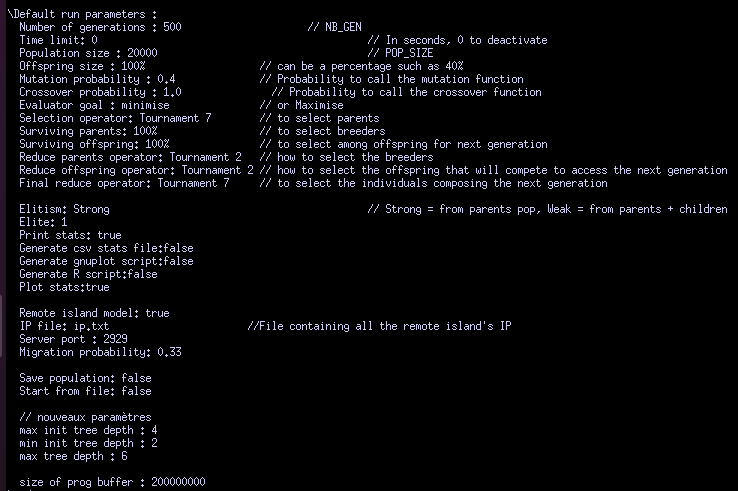 \Default run parameters :
Number of generations : 500 // NB_GEN
Time limit: 0 // In seconds, 0 to deactivate
Population size : 20000 // POP_SIZE
Offspring size : 100% // can be a percentage such as 40%
Mutation probability : 0.4 // Probability to call the mutation function
Crossover probability : 1.0 // Probability to call the crossover function
Evaluator goal : minimise // or Maximise
Selection operator: Tournament 7 // to select parents
Surviving parents: 100% // to select breeders
Surviving offspring: 100% // to select among offspring for next generation
Reduce parents operator: Tournament 2 // how to select the breeders
Reduce offspring operator: Tournament 2 // how to select the offspring that will compete to access the next generation
Final reduce operator: Tournament 7 // to select the individuals composing the next generation
Elitism: Strong // Strong = from parents pop, Weak = from parents + children
Elite: 1
Print stats: true
Generate csv stats file:false
Generate gnuplot script:false
Generate R script:false
Plot stats:true
Remote island model: true
IP file: ip.txt //File containing all the remote island's IP
Server port : 2929
Migration probability: 0.33
Save population: false
Start from file: false
// nouveaux paramètres
max init tree depth : 4
min init tree depth : 2
max tree depth : 6
size of prog buffer : 200000000